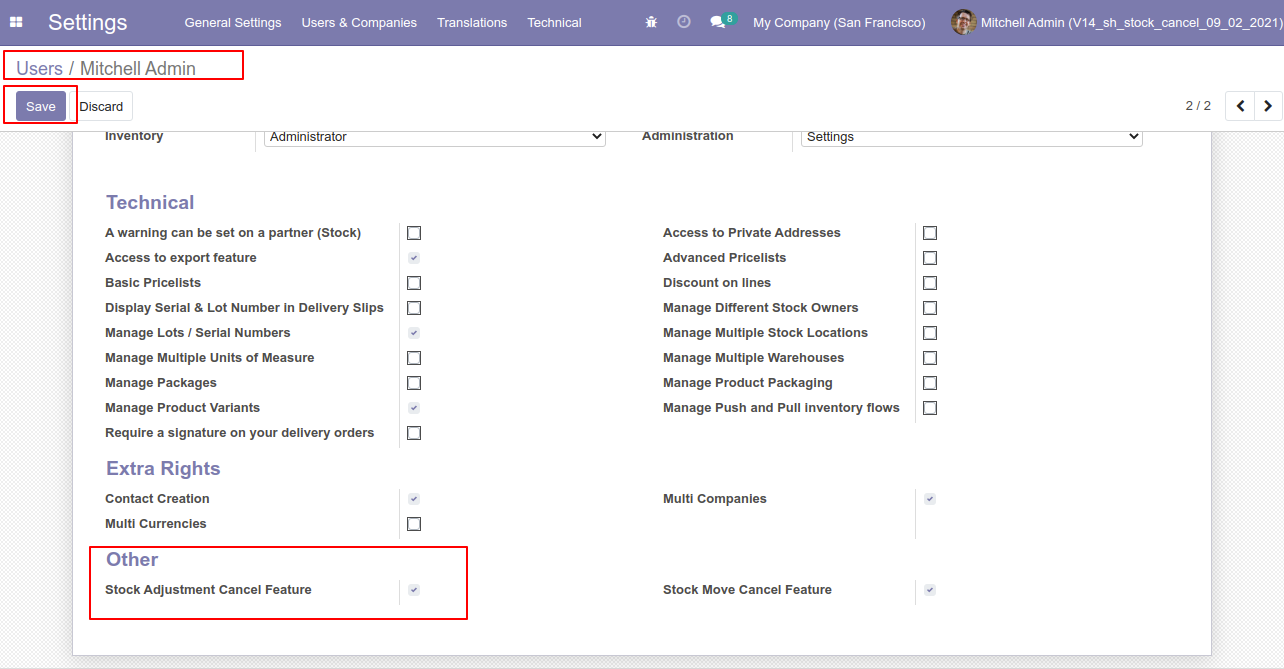 Settings General Settings Users & Companies Translations Technical 8 My Company (San Francisco) Mitchell Admin (V14_sh_stock_cancel_09_02_2021)
Users / Mitchell Admin
Save Discard 2 / 2
Inventory Administrator Administration Settings
Technical
A warning can be set on a partner (Stock) Access to Private Addresses
Access to export feature Advanced Pricelists
Basic Pricelists Discount on lines
Display Serial & Lot Number in Delivery Slips Manage Different Stock Owners
Manage Lots / Serial Numbers Manage Multiple Stock Locations
Manage Multiple Units of Measure Manage Multiple Warehouses
Manage Packages Manage Product Packaging
Manage Product Variants Manage Push and Pull inventory flows
Require a signature on your delivery orders
Extra Rights
Contact Creation Multi Companies
Multi Currencies
Other
Stock Adjustment Cancel Feature Stock Move Cancel Feature